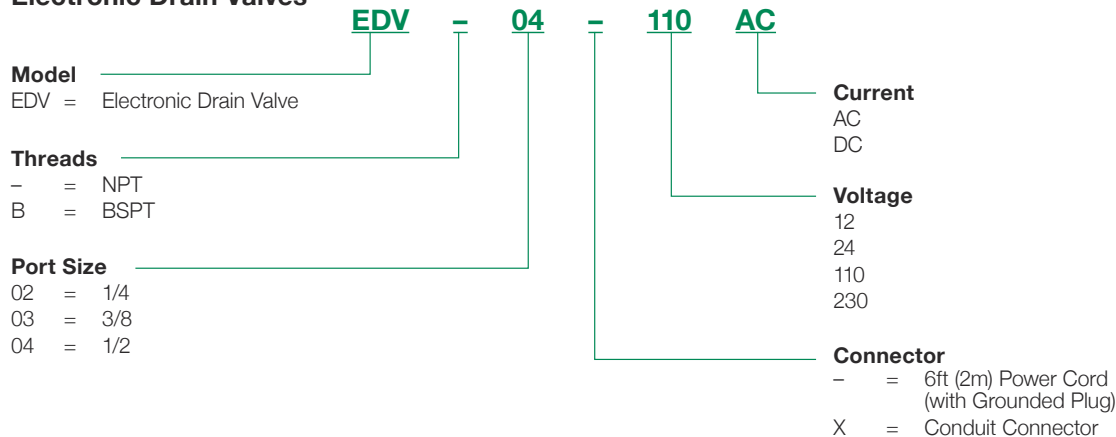 Electronic Drain Valves
EDV – 04 – 110 AC
Model
EDV = Electronic Drain Valve
Threads
– = NPT
B = BSPT
Port Size
02 = 1/4
03 = 3/8
04 = 1/2
Current
AC
DC
Voltage
12
24
110
230
Connector
– = 6ft (2m) Power Cord
(with Grounded Plug)
X = Conduit Connector